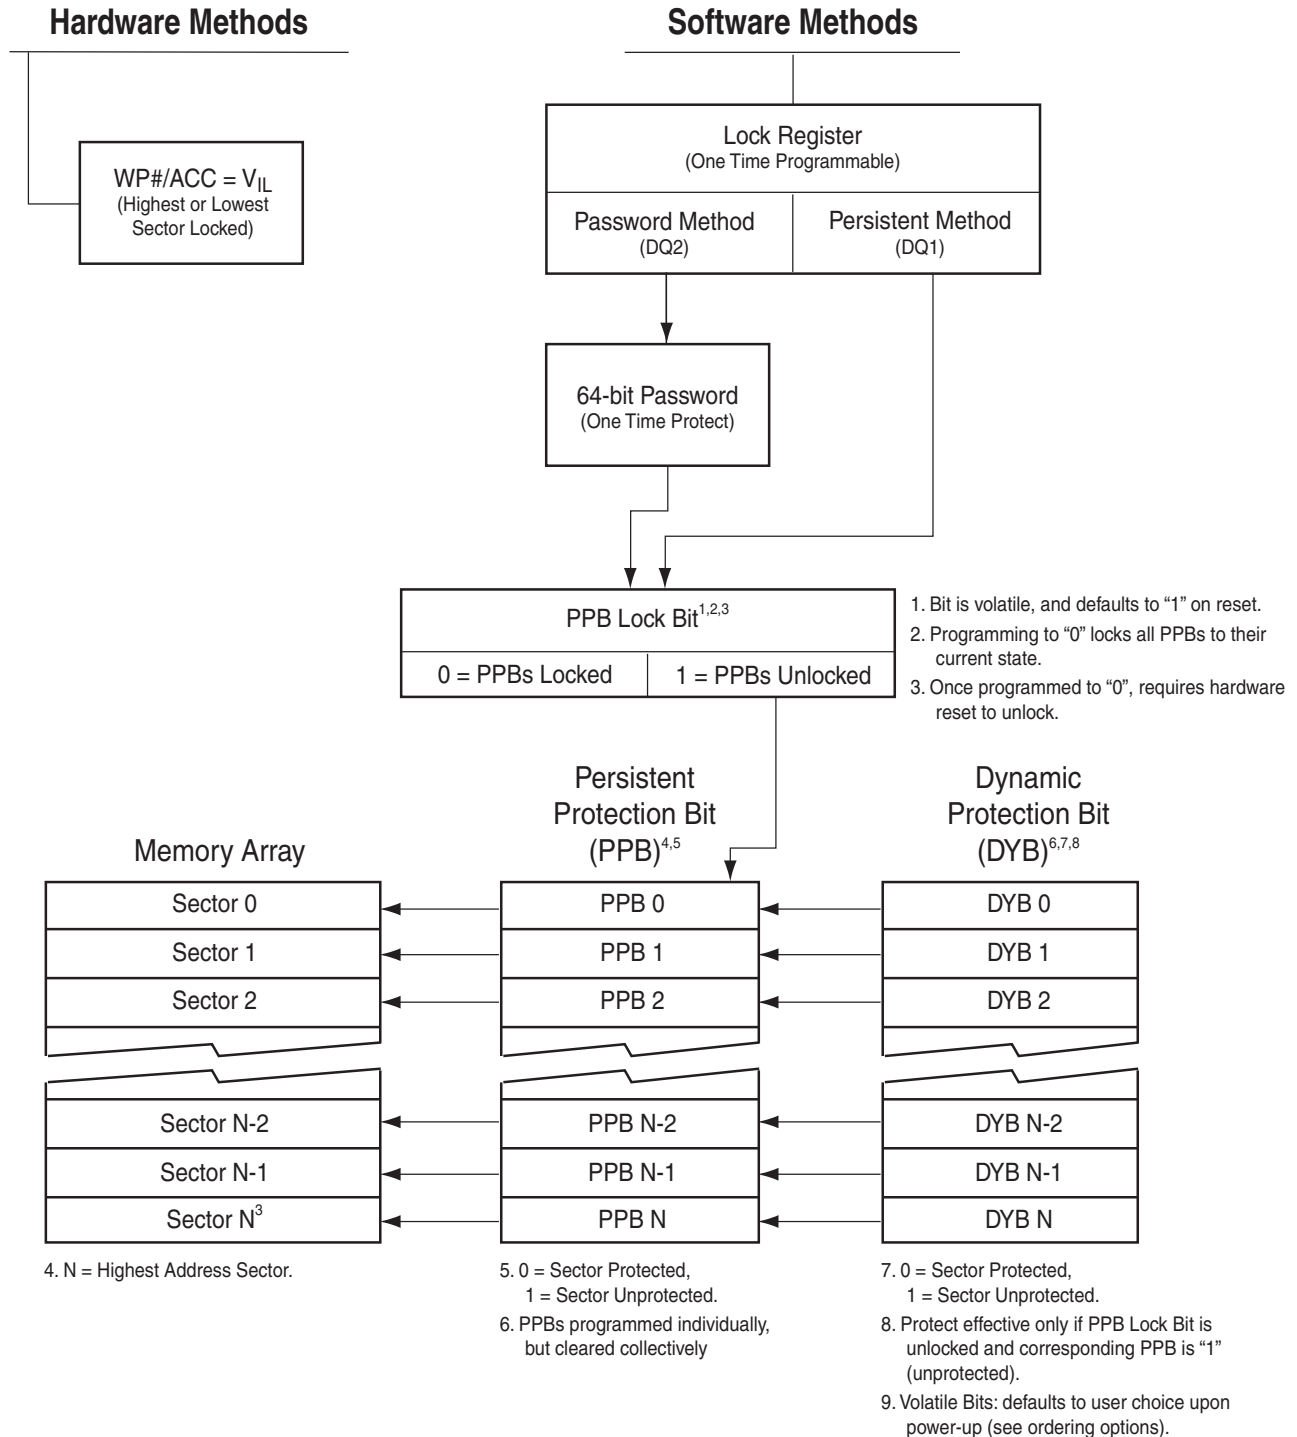 Hardware Methods
Software Methods
WP#/ACC = VIL
(Highest or Lowest
Sector Locked)
Lock Register
(One Time Programmable)
Password Method
(DQ2)
Persistent Method
(DQ1)
64-bit Password
(One Time Protect)
PPB Lock Bit1,2,3
0 = PPBs Locked
1 = PPBs Unlocked
1. Bit is volatile, and defaults to “1” on reset.
2. Programming to “0” locks all PPBs to their
current state.
3. Once programmed to “0”, requires hardware
reset to unlock.
Memory Array
Persistent
Protection Bit
(PPB)4,5
Dynamic
Protection Bit
(DYB)6,7,8
Sector 0
PPB 0
DYB 0
Sector 1
PPB 1
DYB 1
Sector 2
PPB 2
DYB 2
Sector N-2
PPB N-2
DYB N-2
Sector N-1
PPB N-1
DYB N-1
Sector N3
PPB N
DYB N
4. N = Highest Address Sector.
5. 0 = Sector Protected,
1 = Sector Unprotected.
6. PPBs programmed individually,
but cleared collectively
7. 0 = Sector Protected,
1 = Sector Unprotected.
8. Protect effective only if PPB Lock Bit is
unlocked and corresponding PPB is “1”
(unprotected).
9. Volatile Bits: defaults to user choice upon
power-up (see ordering options).